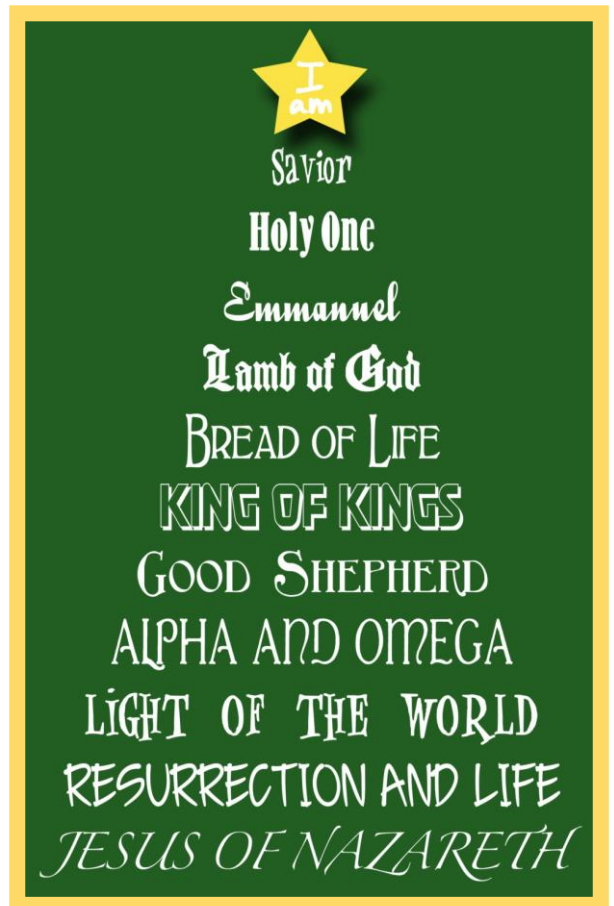 I
am
Savior
Holy One
Emmanuel
Lamb of God
BREAD OF LIFE
KING OF KINGS
GOOD SHEPHERD
ALPHA AND OMEGA
LIGHT OF THE WORLD
RESURRECTION AND LIFE
JESUS OF NAZARETH